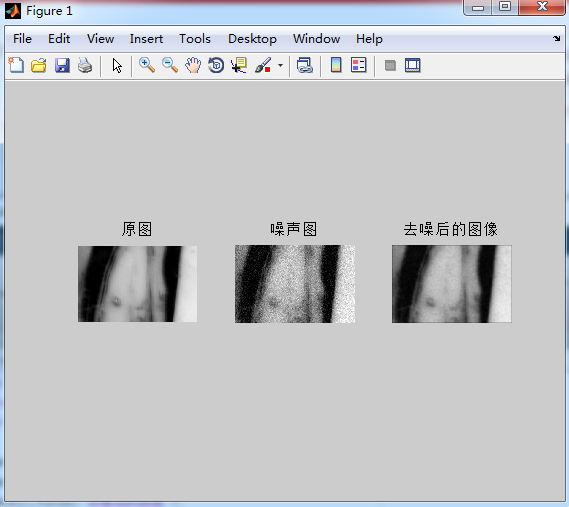 Figure 1
File Edit View Insert Tools Desktop Window Help
原图 噪声图 去噪后的图像